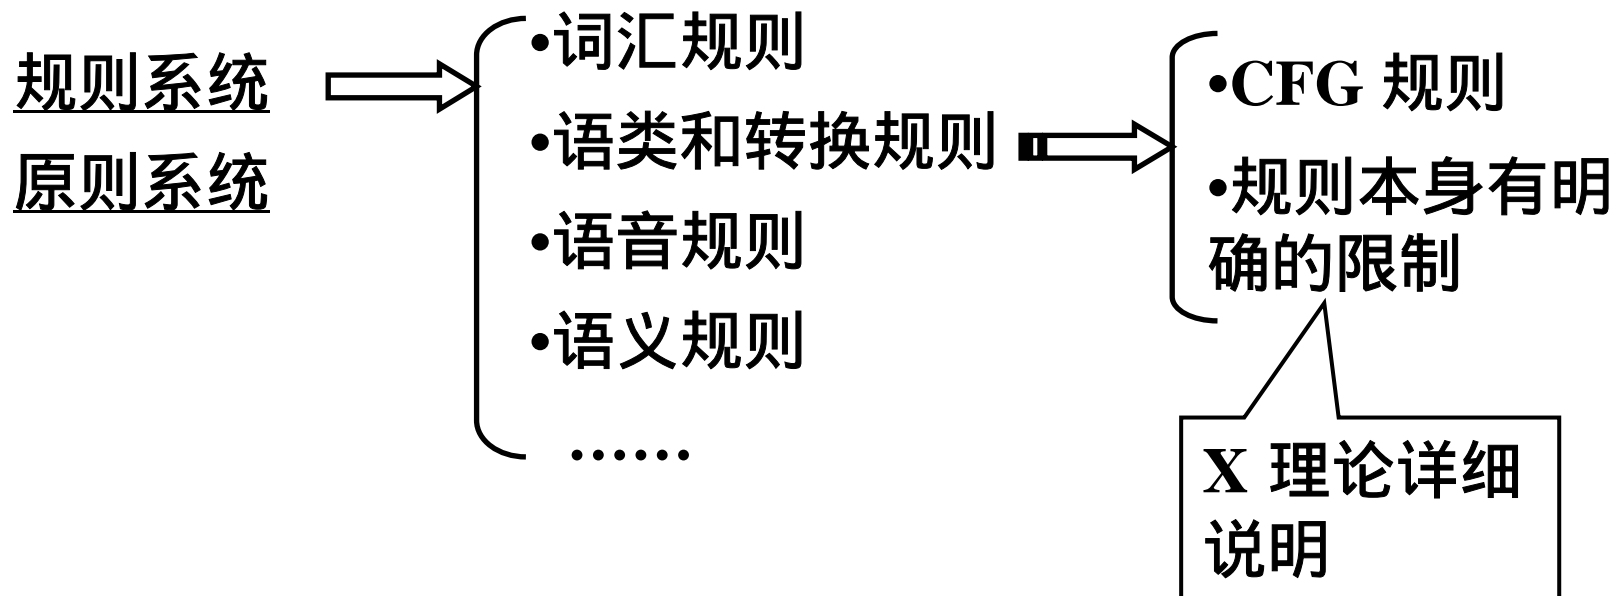 规则系统
原则系统
•词汇规则
•语类和转换规则
•语音规则
•语义规则
……
•CFG 规则
•规则本身有明
确的限制
X 理论详细
说明